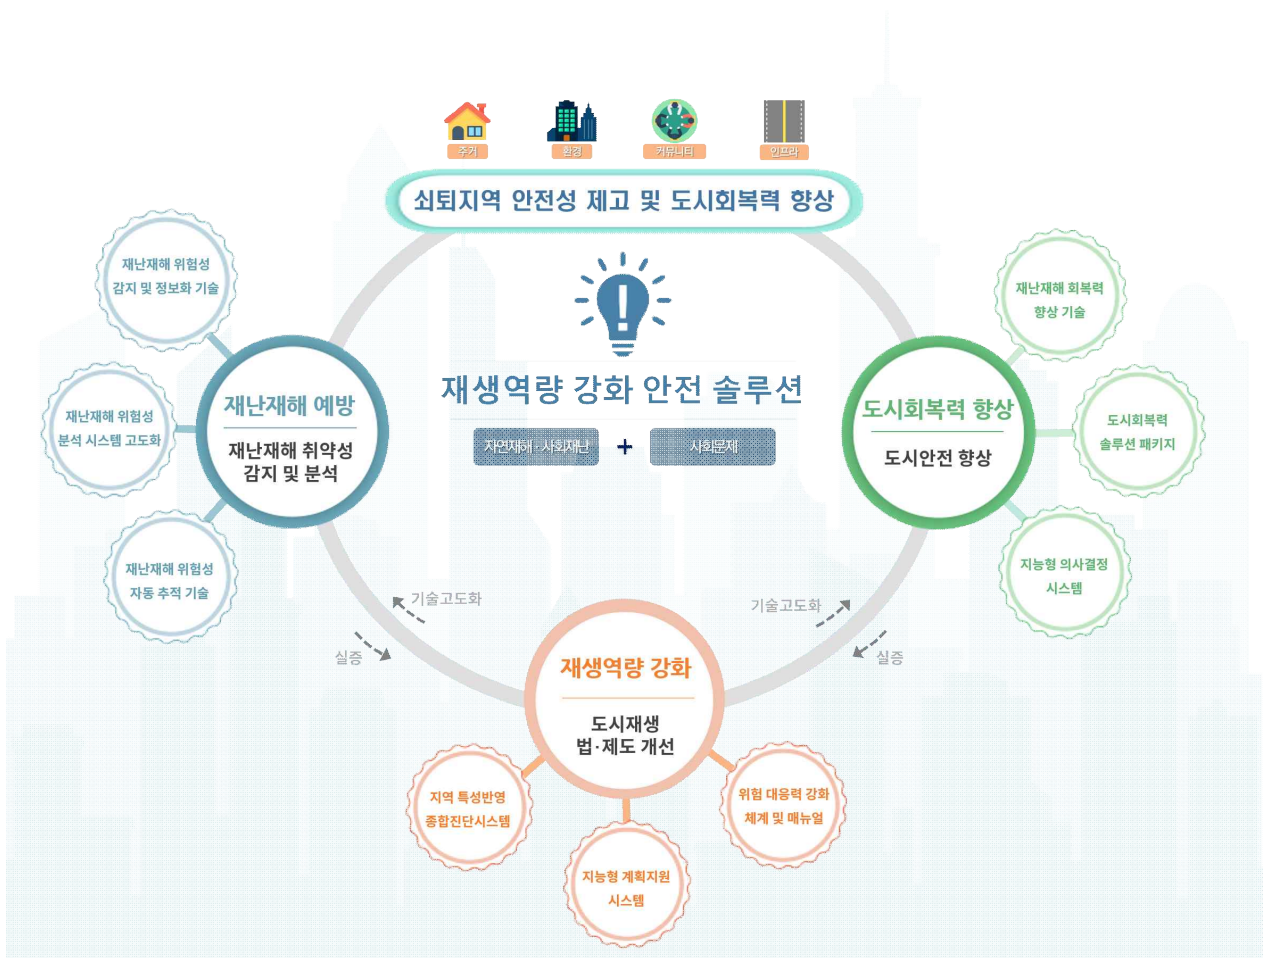 주거
환경
커뮤니티
인프라
쇠퇴지역 안전성 제고 및 도시회복력 향상
재생역량 강화 안전 솔루션
자연재해 · 사회재난
+
사회문제
재난재해 위험성
감지 및 정보화 기술
재난재해 위험성
분석 시스템 고도화
재난재해 위험성
자동 추적 기술
재난재해 예방
재난재해 취약성
감지 및 분석
도시회복력 향상
도시안전 향상
재난재해 회복력
향상 기술
도시회복력
솔루션 패키지
지능형 의사결정
시스템
기술고도화
실증
기술고도화
실증
재생역량 강화
도시재생
법·제도 개선
지역 특성반영
종합진단시스템
지능형 계획지원
시스템
위험 대응력 강화
체계 및 매뉴얼